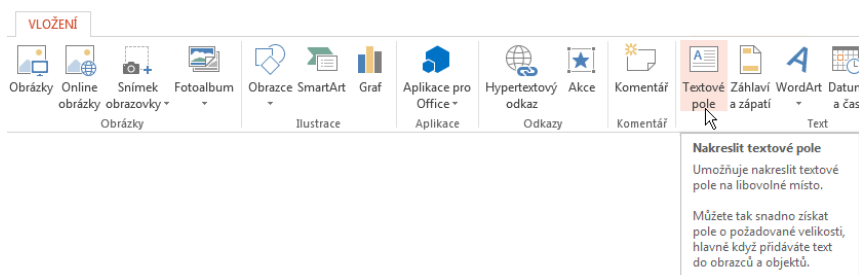 VLOŽENÍ
Obrázky Online Snímek Fotoalbum Obrazce SmartArt Graf Aplikace pro Hypertextový Akce Komentář Textové Záhlaví WordArt Datum
obrázky obrazovky Office odkaz pole a zápatí a čas
Obrázky Ilustrace Aplikace Odkazy Komentář Text
Nakreslit textové pole
Umožňuje nakreslit textové
pole na libovolné místo.
Můžete tak snadno získat
pole o požadované velikosti,
hlavně když přidáváte text
do obrazců a objektů.